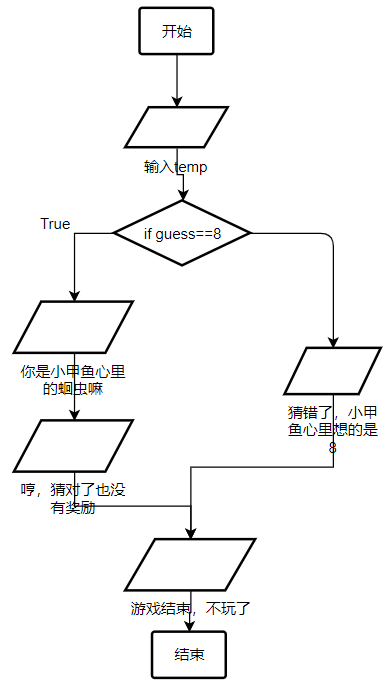 开始
输入temp
if guess==8
True
你是小甲鱼心里
的蛔虫嘛
猜错了，小甲
鱼心里想的是
8
哼，猜对了也没
有奖励
游戏结束，不玩了
结束